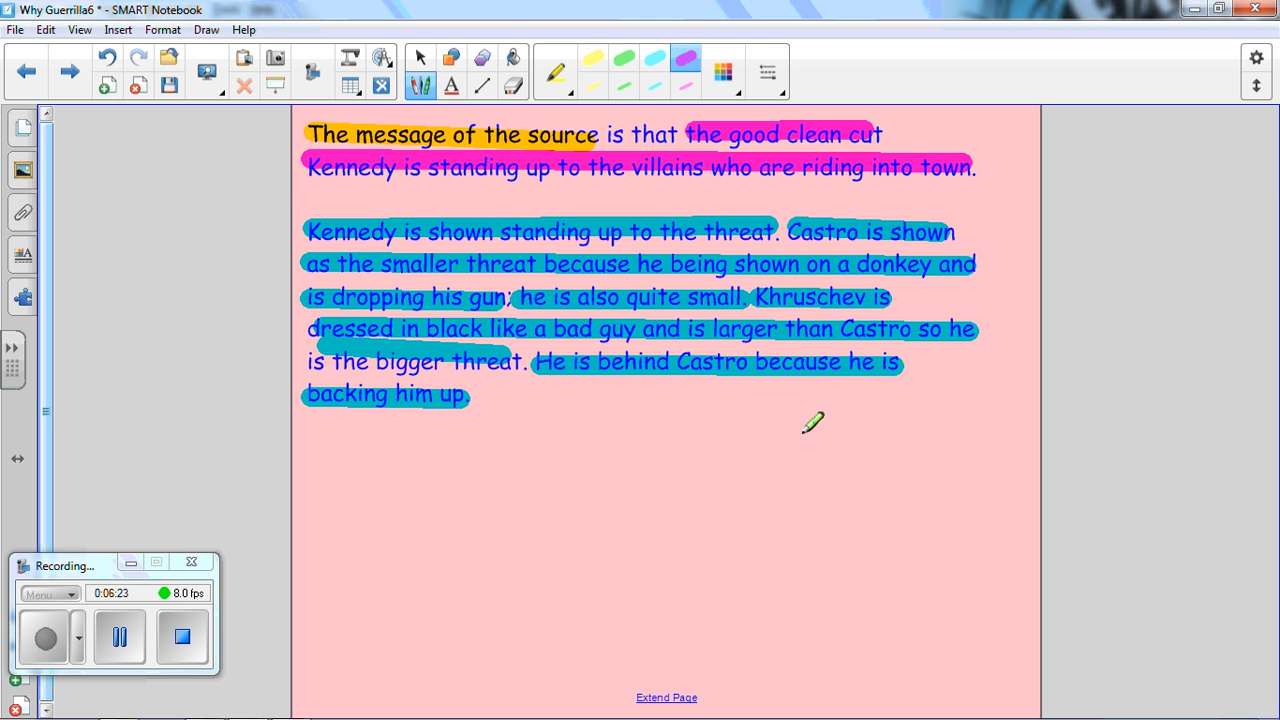 Why Guerrilla6 * - SMART Notebook
File Edit View Insert Format Draw Help
The message of the source is that the good clean cut
Kennedy is standing up to the villains who are riding into town.
Kennedy is shown standing up to the threat. Castro is shown
as the smaller threat because he being shown on a donkey and
is dropping his gun; he is also quite small. Khruschev is
dressed in black like a bad guy and is larger than Castro so he
is the bigger threat. He is behind Castro because he is
backing him up.
Recording...
Menu 0:06:23 8.0 fps
Extend Page